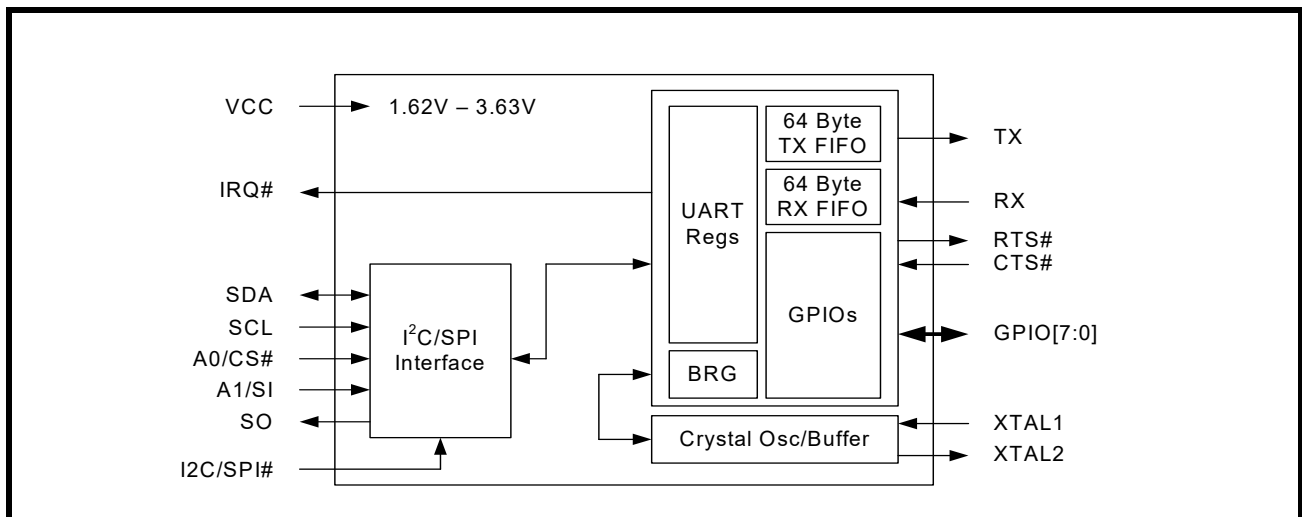 VCC
1.62V – 3.63V
IRQ#
SDA
SCL
A0/CS#
A1/SI
SO
I2C/SPI#
I²C/SPI
Interface
UART
Regs
64 Byte
TX FIFO
64 Byte
RX FIFO
GPIOs
BRG
Crystal Osc/Buffer
TX
RX
RTS#
CTS#
GPIO[7:0]
XTAL1
XTAL2